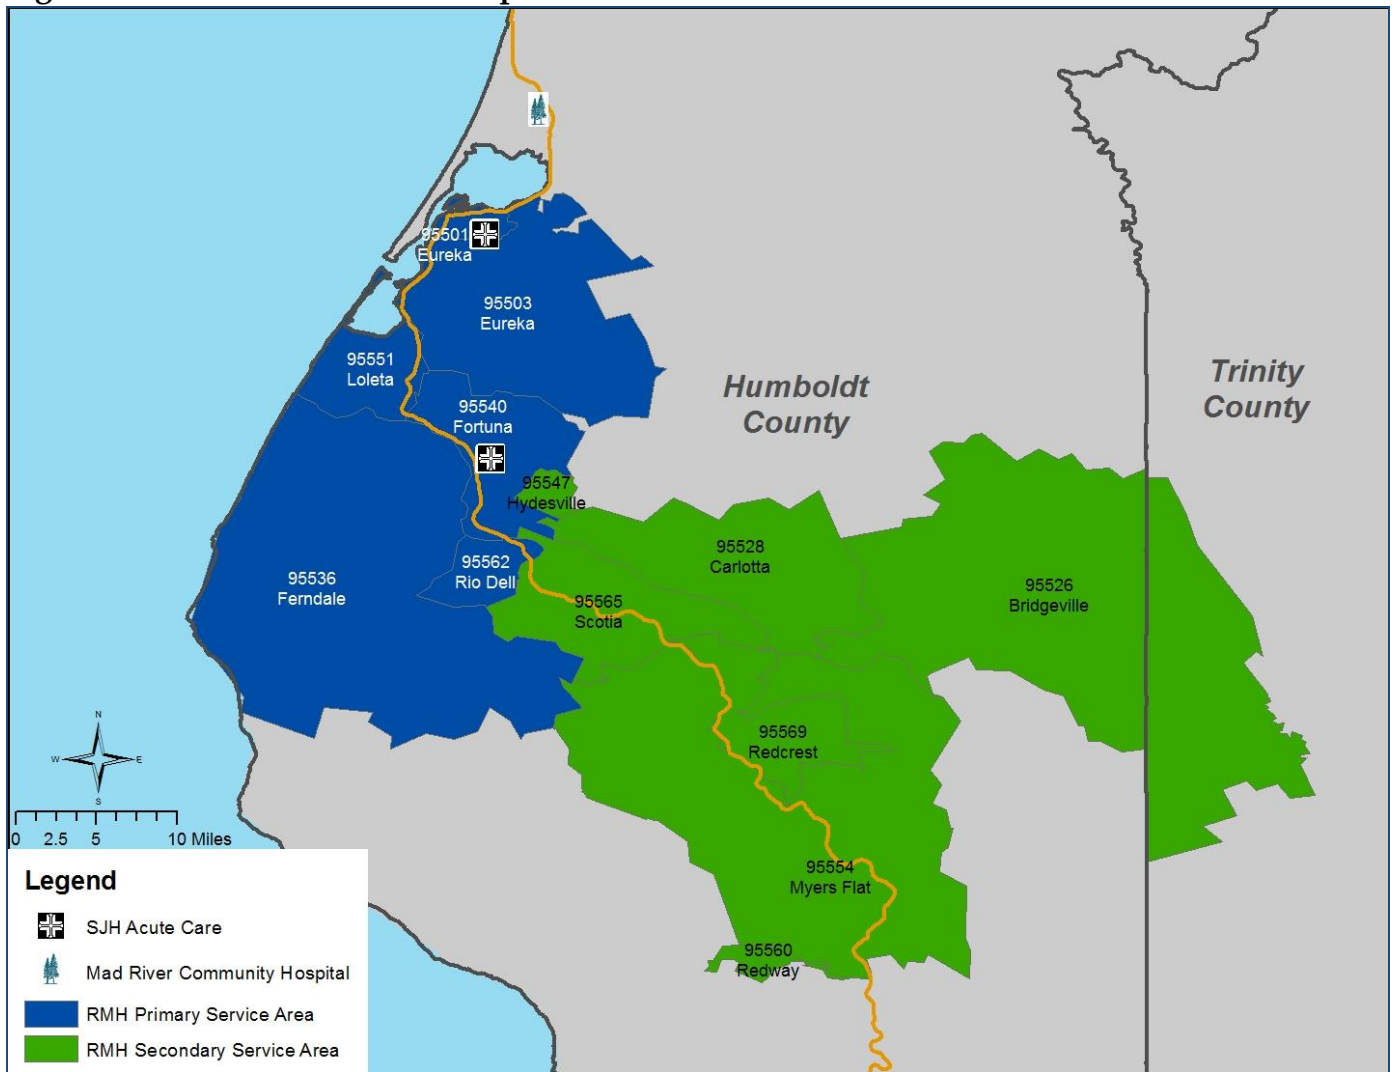 95501
Eureka
95503
Eureka
95551
Loleta
Humboldt
County
Trinity
County
95540
Fortuna
95547
Hydesville
95528
Carlotta
95562
Rio Dell
95536
Ferndale
95526
Bridgeville
95565
Scotia
95569
Redcrest
N
W E
S
0 2.5 5 10 Miles
95554
Myers Flat
95560
Redway
Legend
SJH Acute Care
Mad River Community Hospital
RMH Primary Service Area
RMH Secondary Service Area